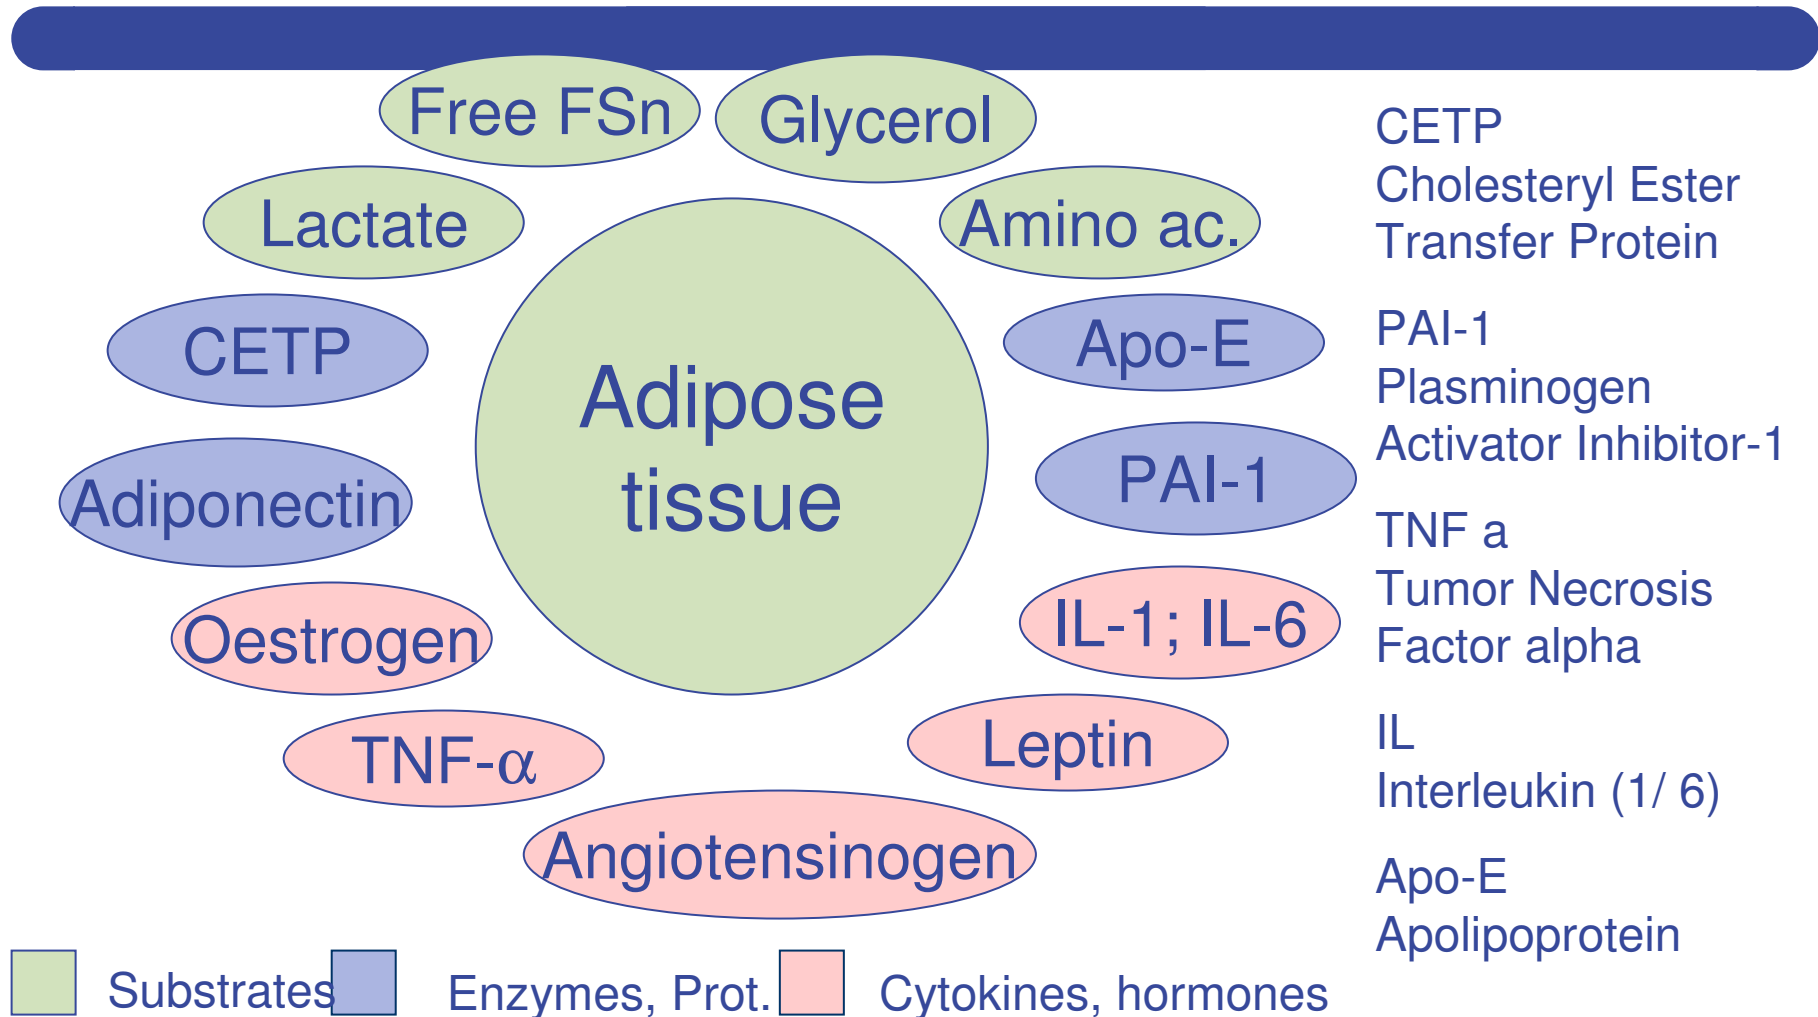 Free FSn
Glycerol
Lactate
Amino ac.
CETP
Apo-E
Adipose
tissue
Adiponectin
PAI-1
Oestrogen
IL-1; IL-6
TNF-α
Leptin
Angiotensinogen
CETP
Cholesteryl Ester
Transfer Protein
PAI-1
Plasminogen
Activator Inhibitor-1
TNF a
Tumor Necrosis
Factor alpha
IL
Interleukin (1/ 6)
Apo-E
Apolipoprotein
Substrates
Enzymes, Prot.
Cytokines, hormones